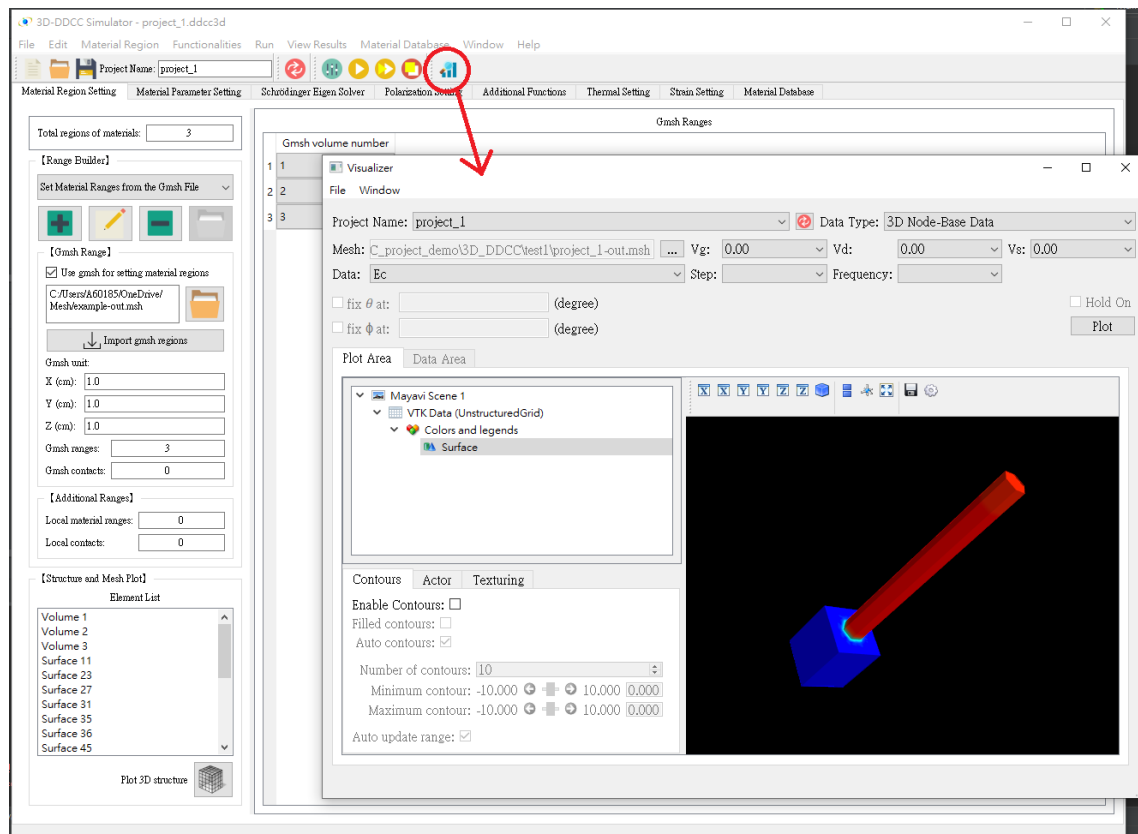 3D-DDCC Simulator - project_1.ddcc3d
File Edit Material Region Functionalities Run View Results Material Database Window Help
Project Name: project_1
Material Region Setting Material Parameter Setting Schrödinger Eigen Solver Polarization Setting Additional Functions Thermal Setting Strain Setting Material Database
Total regions of materials: 3
【Range Builder】
Set Material Ranges from the Gmsh File
【Gmsh Range】
Use gmsh for setting material regions
C:/Users/A60185/OneDrive/
Mesh/example-out.msh
Import gmsh regions
Gmsh unit:
X (cm): 1.0
Y (cm): 1.0
Z (cm): 1.0
Gmsh ranges: 3
Gmsh contacts: 0
【Additional Ranges】
Local material ranges: 0
Local contacts: 0
【Structure and Mesh Plot】
Element List
Volume 1
Volume 2
Volume 3
Surface 11
Surface 23
Surface 27
Surface 31
Surface 35
Surface 36
Surface 45
Plot 3D structure
Gmsh Ranges
Gmsh volume number
1 1
2 2
3 3
Visualizer
File Window
Project Name: project_1 Data Type: 3D Node-Base Data
Mesh: C_project_demo\3D_DDCC\test1\project_1-out.msh ... Vg: 0.00 Vd: 0.00 Vs: 0.00
Data: Ec Step: Frequency:
fix θ at: (degree) Hold On
fix ϕ at: (degree) Plot
Plot Area Data Area
Mayavi Scene 1
VTK Data (UnstructuredGrid)
Colors and legends
Surface
X X Y Y Z Z
Contours Actor Texturing
Enable Contours:
Filled contours:
Auto contours:
Number of contours: 10
Minimum contour: -10.000 10.000 0.000
Maximum contour: -10.000 10.000 0.000
Auto update range: